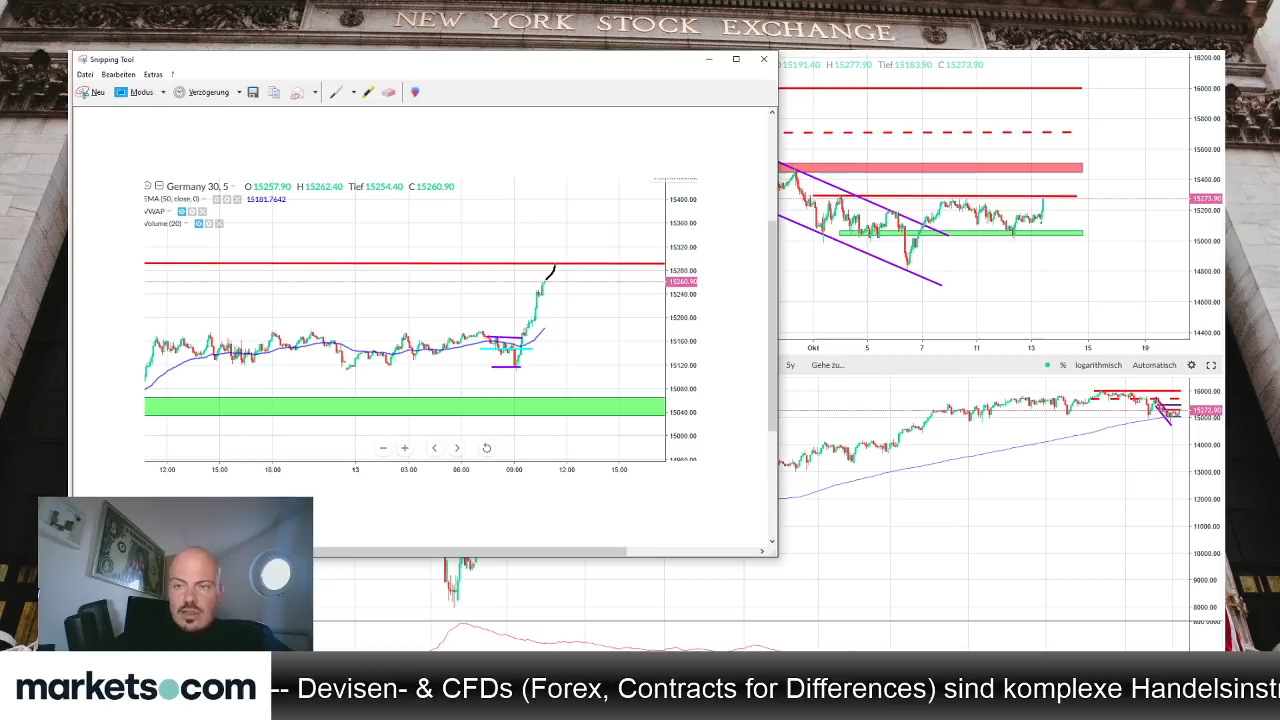 NEW YORK STOCK EXCHANGE
Snipping Tool
Datei Bearbeiten Extras ?
Neu Modus Verzögerung
Germany 30, 5 O 15257.90 H 15262.40 Tlef 15254.40 C 15260.90
EMA (50, close, 0) 15181.7642
VWAP
Volume (20)
15400.00
15360.00
15320.00
15280.00
15260.90
15240.00
15200.00
15160.00
15120.00
15080.00
15040.00
15000.00
14960.00
12:00 15:00 18:00 13 03:00 06:00 09:00 12:00 15:00
15191.40 H 15277.90 Tlef 15183.90 C 15273.90
16200.00
16000.00
15800.00
15600.00
15400.00
15273.90
15200.00
15000.00
14800.00
14600.00
14400.00
Okt 5 7 11 13 15 19
5y Gehe zu... % logarithmisch Automatisch
16000.00
15272.90
15000.00
14000.00
13000.00
12000.00
11000.00
10000.00
9000.00
8000.00
markets.com
-- Devisen- & CFDs (Forex, Contracts for Differences) sind komplexe Handelsinst